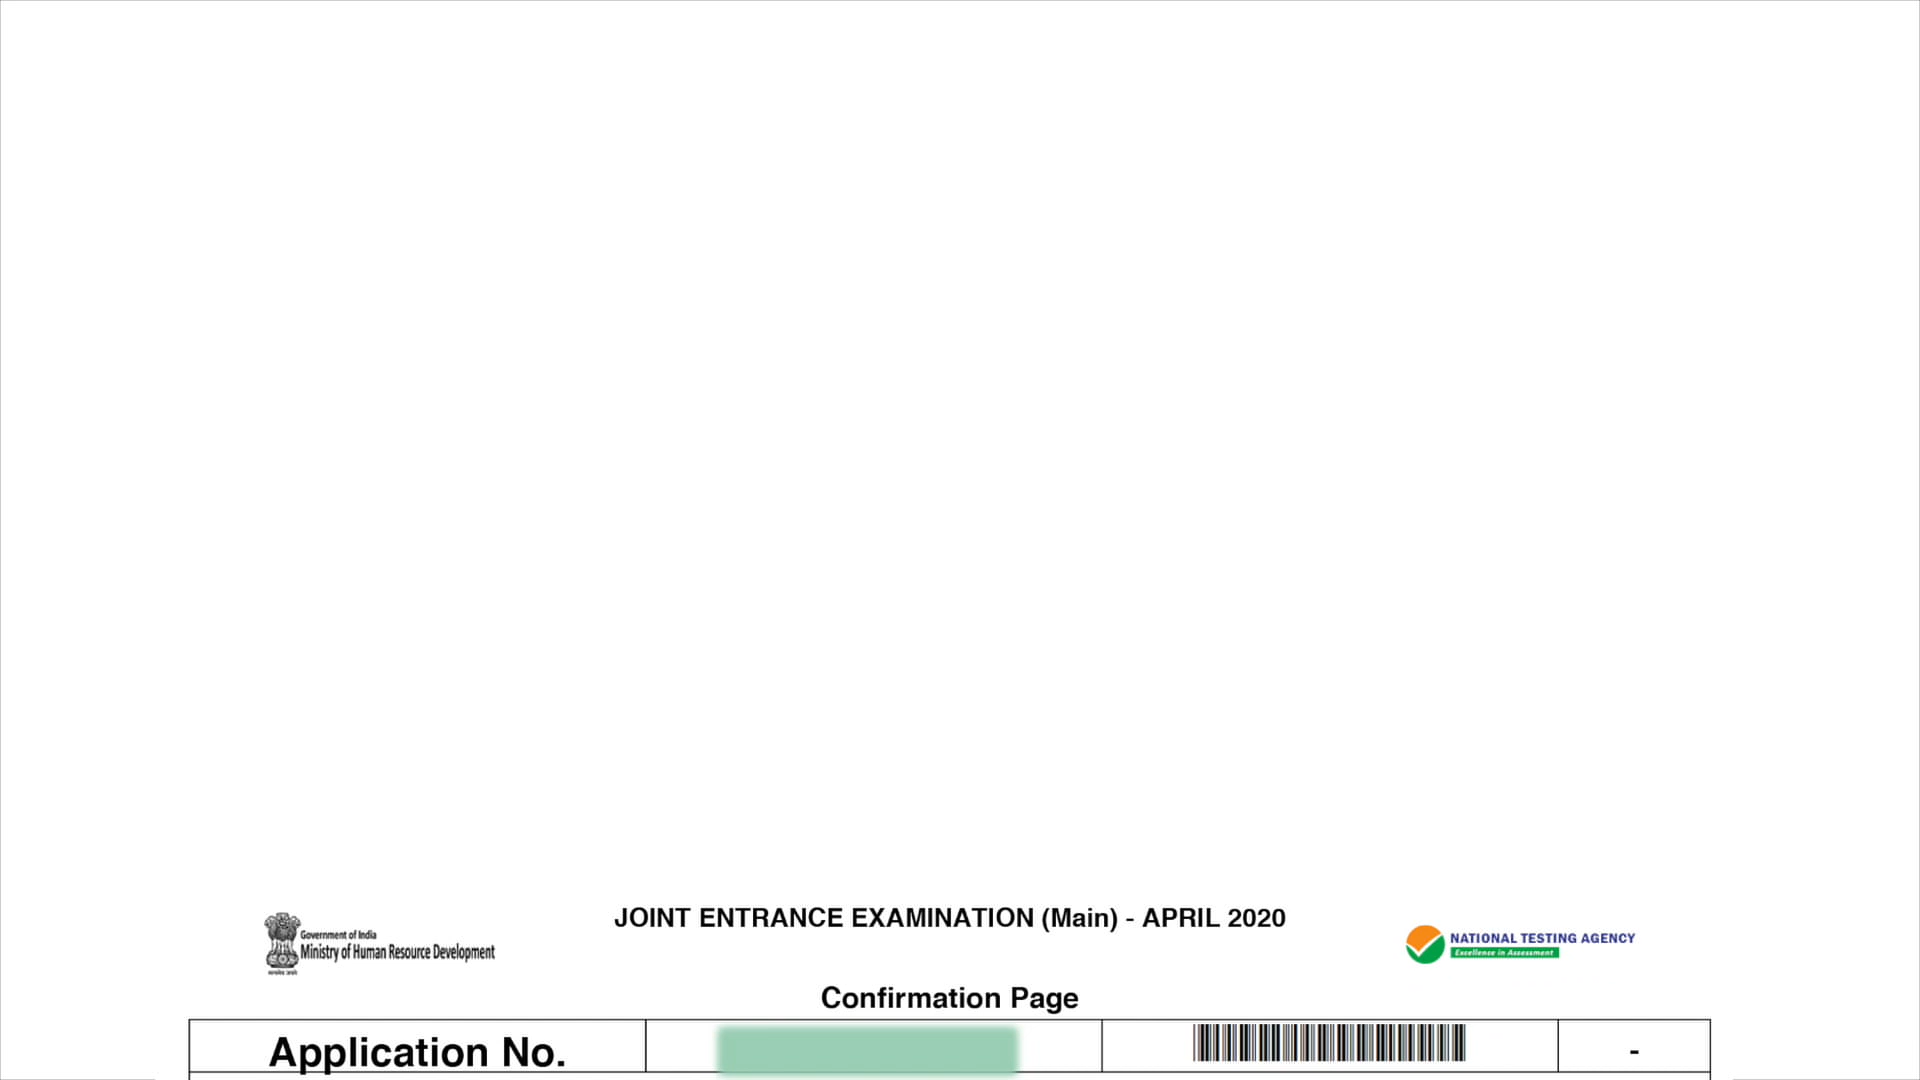 JOINT ENTRANCE EXAMINATION (Main) - APRIL 2020
Government of India
Ministry of Human Resource Development
NATIONAL TESTING AGENCY
Excellence in Assessment
Confirmation Page
Application No.
-